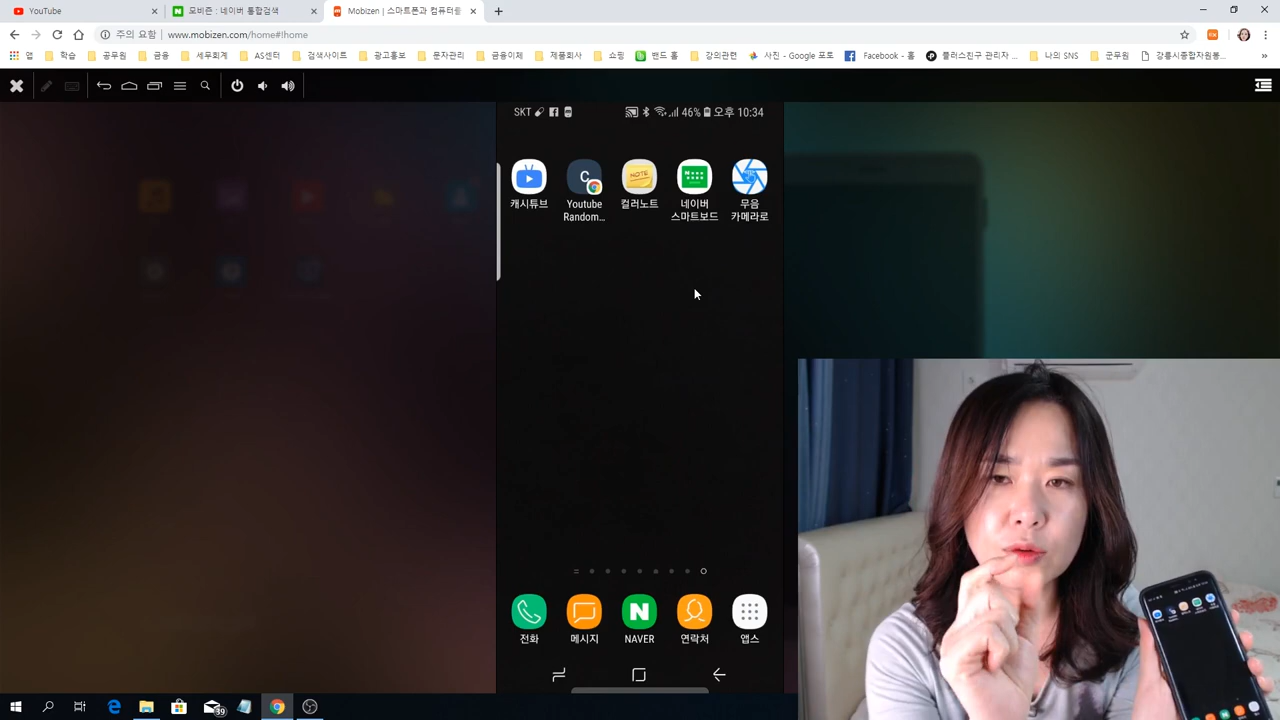 YouTube
모비즌 : 네이버 통합검색
Mobizen | 스마트폰과 컴퓨터를
주의 요함
www.mobizen.com/home#!home
앱 학습 공무원 금융 세무회계 AS센터 검색사이트 광고홍보 문자관리 금융이체 제품회사 쇼핑 밴드 홈 강의관련 사진 - Google 포토 Facebook - 홈 플러스친구 관리자 ... 나의 SNS 군무원 강릉시종합자원봉...
SKT
46% 오후 10:34
NOTE
C
캐시튜브
Youtube
Random...
컬러노트
네이버
스마트보드
무음
카메라로
N
전화
메시지
NAVER
연락처
앱스
39